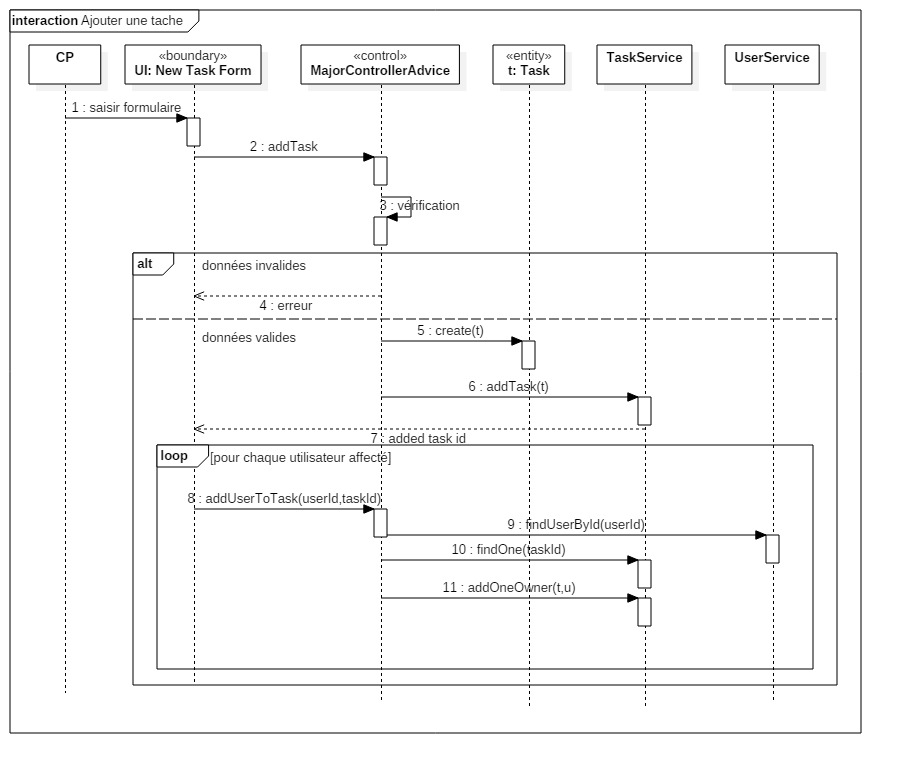 interaction Ajouter une tache
CP
«boundary»
UI: New Task Form
«control»
MajorControllerAdvice
«entity»
t: Task
TaskService
UserService
1 : saisir formulaire
2 : addTask
3 : vérification
alt
données invalides
4 : erreur
données valides
5 : create(t)
6 : addTask(t)
7 : added task id
loop
[pour chaque utilisateur affecté]
8 : addUserToTask(userId,taskId)
9 : findUserById(userId)
10 : findOne(taskId)
11 : addOneOwner(t,u)